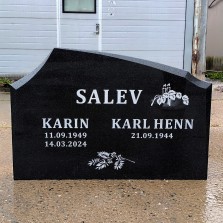 SALEV
KARIN KARL HENN
11.09.1949 21.09.1944
14.03.2024